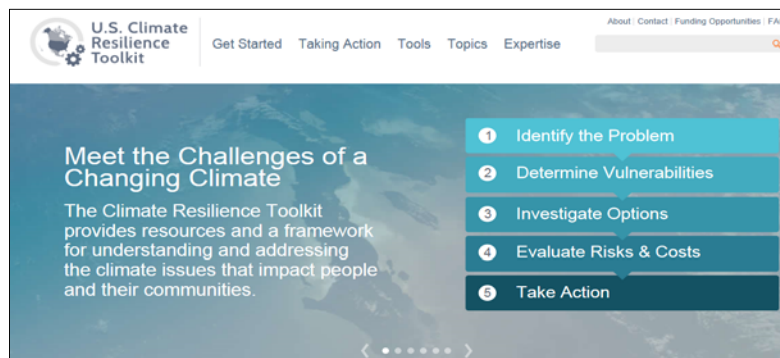 About | Contact | Funding Opportunities |
U.S. Climate
Resilience
Toolkit
Get Started Taking Action Tools Topics Expertise
Meet the Challenges of a
Changing Climate
The Climate Resilience Toolkit
provides resources and a framework
for understanding and addressing
the climate issues that impact people
and their communities.
1 Identify the Problem
2 Determine Vulnerabilities
3 Investigate Options
4 Evaluate Risks & Costs
5 Take Action